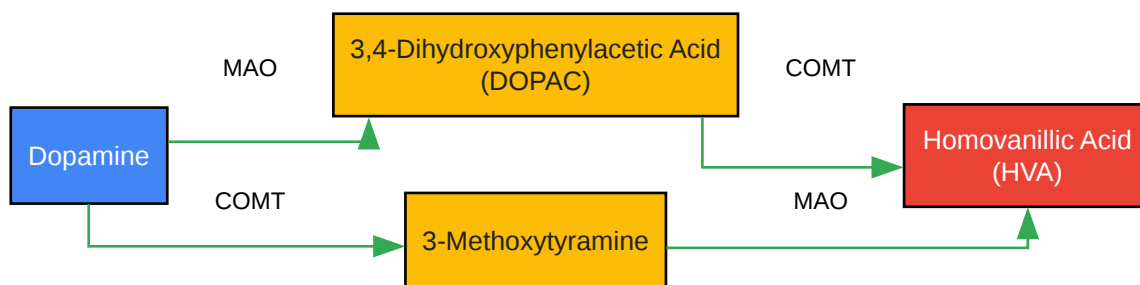 MAO
3,4-Dihydroxyphenylacetic Acid
(DOPAC)
COMT
Dopamine
Homovanillic Acid
(HVA)
COMT
MAO
3-Methoxytyramine